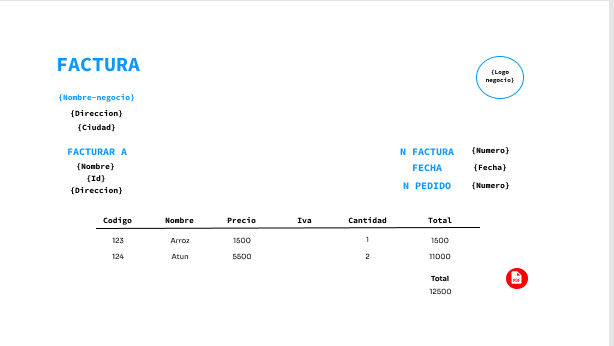 FACTURA
{Logo
negocio}
{Nombre-negocio}
{Direccion}
{Ciudad}
FACTURAR A
{Nombre}
{Id}
{Direccion}
N FACTURA {Numero}
FECHA {Fecha}
N PEDIDO {Numero}
Codigo Nombre Precio Iva Cantidad Total
123 Arroz 1500 1 1500
124 Atun 5500 2 11000
Total
12500
PDF